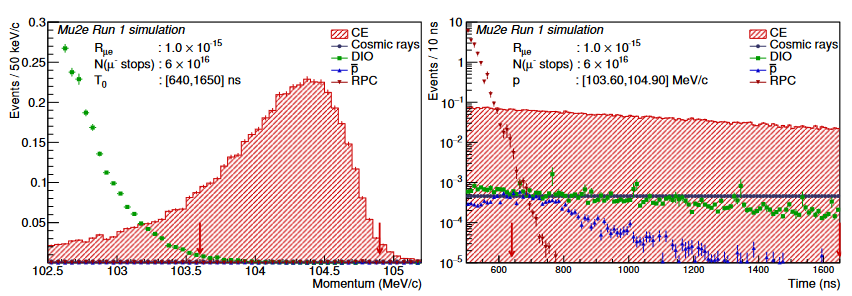 Mu2e Run 1 simulation
R_μe : 1.0 × 10^-15
N(μ^- stops) : 6 × 10^16
T_0 : [640,1650] ns
CE
Cosmic rays
DIO
p̅
RPC
Events / 50 keV/c
0.3
0.25
0.2
0.15
0.1
0.05
102.5 103 103.5 104 104.5 105
Momentum (MeV/c)
Mu2e Run 1 simulation
R_μe : 1.0 × 10^-15
N(μ^- stops) : 6 × 10^16
p : [103.60,104.90] MeV/c
CE
Cosmic rays
DIO
p̅
RPC
Events / 10 ns
10
1
10^-1
10^-2
10^-3
10^-4
10^-5
600 800 1000 1200 1400 1600
Time (ns)